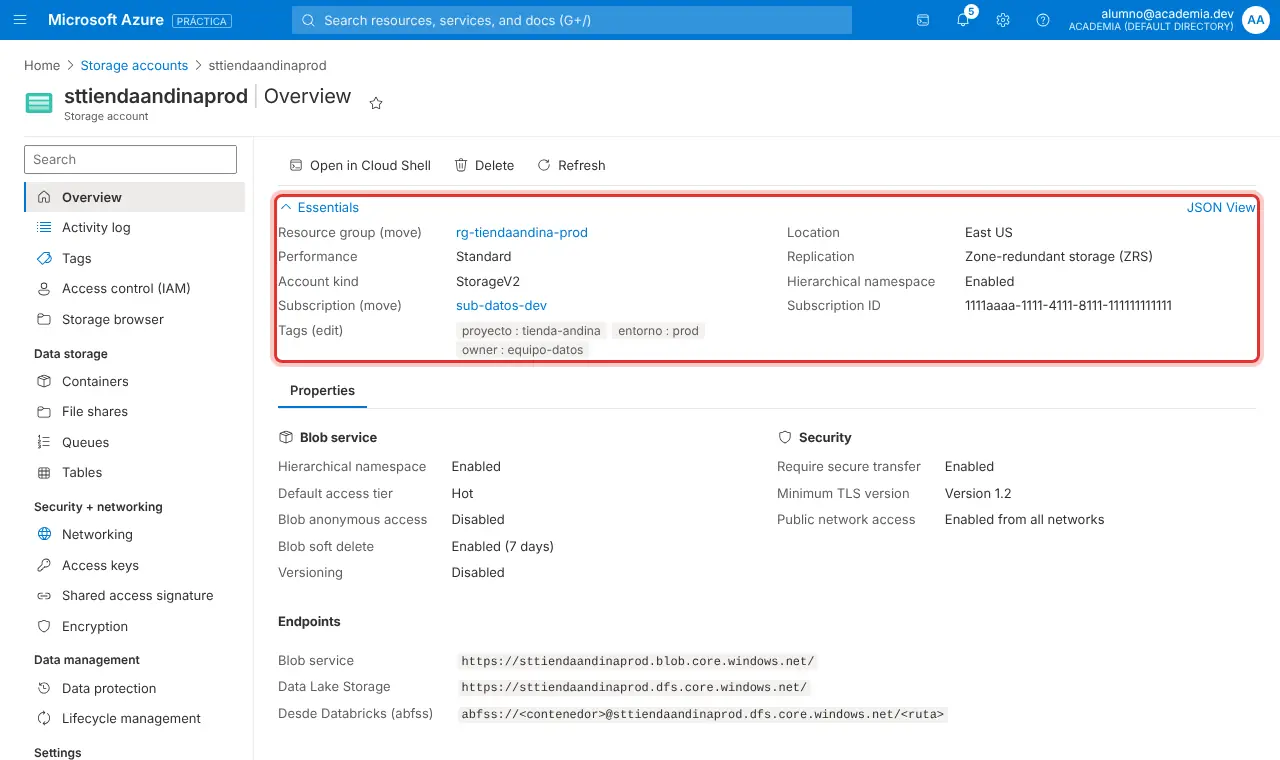 Microsoft Azure PRÁCTICA
Search resources, services, and docs (G+/)
5
alumno@academia.dev
ACADEMIA (DEFAULT DIRECTORY)
AA
Home > Storage accounts > sttiendaandinaprod
sttiendaandinaprod | Overview
Storage account
Search
Overview
Activity log
Tags
Access control (IAM)
Storage browser
Data storage
Containers
File shares
Queues
Tables
Security + networking
Networking
Access keys
Shared access signature
Encryption
Data management
Data protection
Lifecycle management
Settings
Open in Cloud Shell Delete Refresh
Essentials JSON View
Resource group (move) rg-tiendaandina-prod
Performance Standard
Account kind StorageV2
Subscription (move) sub-datos-dev
Tags (edit) proyecto : tienda-andina entorno : prod
owner : equipo-datos
Location East US
Replication Zone-redundant storage (ZRS)
Hierarchical namespace Enabled
Subscription ID 1111aaaa-1111-4111-8111-111111111111
Properties
Blob service
Hierarchical namespace Enabled
Default access tier Hot
Blob anonymous access Disabled
Blob soft delete Enabled (7 days)
Versioning Disabled
Security
Require secure transfer Enabled
Minimum TLS version Version 1.2
Public network access Enabled from all networks
Endpoints
Blob service https://sttiendaandinaprod.blob.core.windows.net/
Data Lake Storage https://sttiendaandinaprod.dfs.core.windows.net/
Desde Databricks (abfss) abfss://<contenedor>@sttiendaandinaprod.dfs.core.windows.net/<ruta>